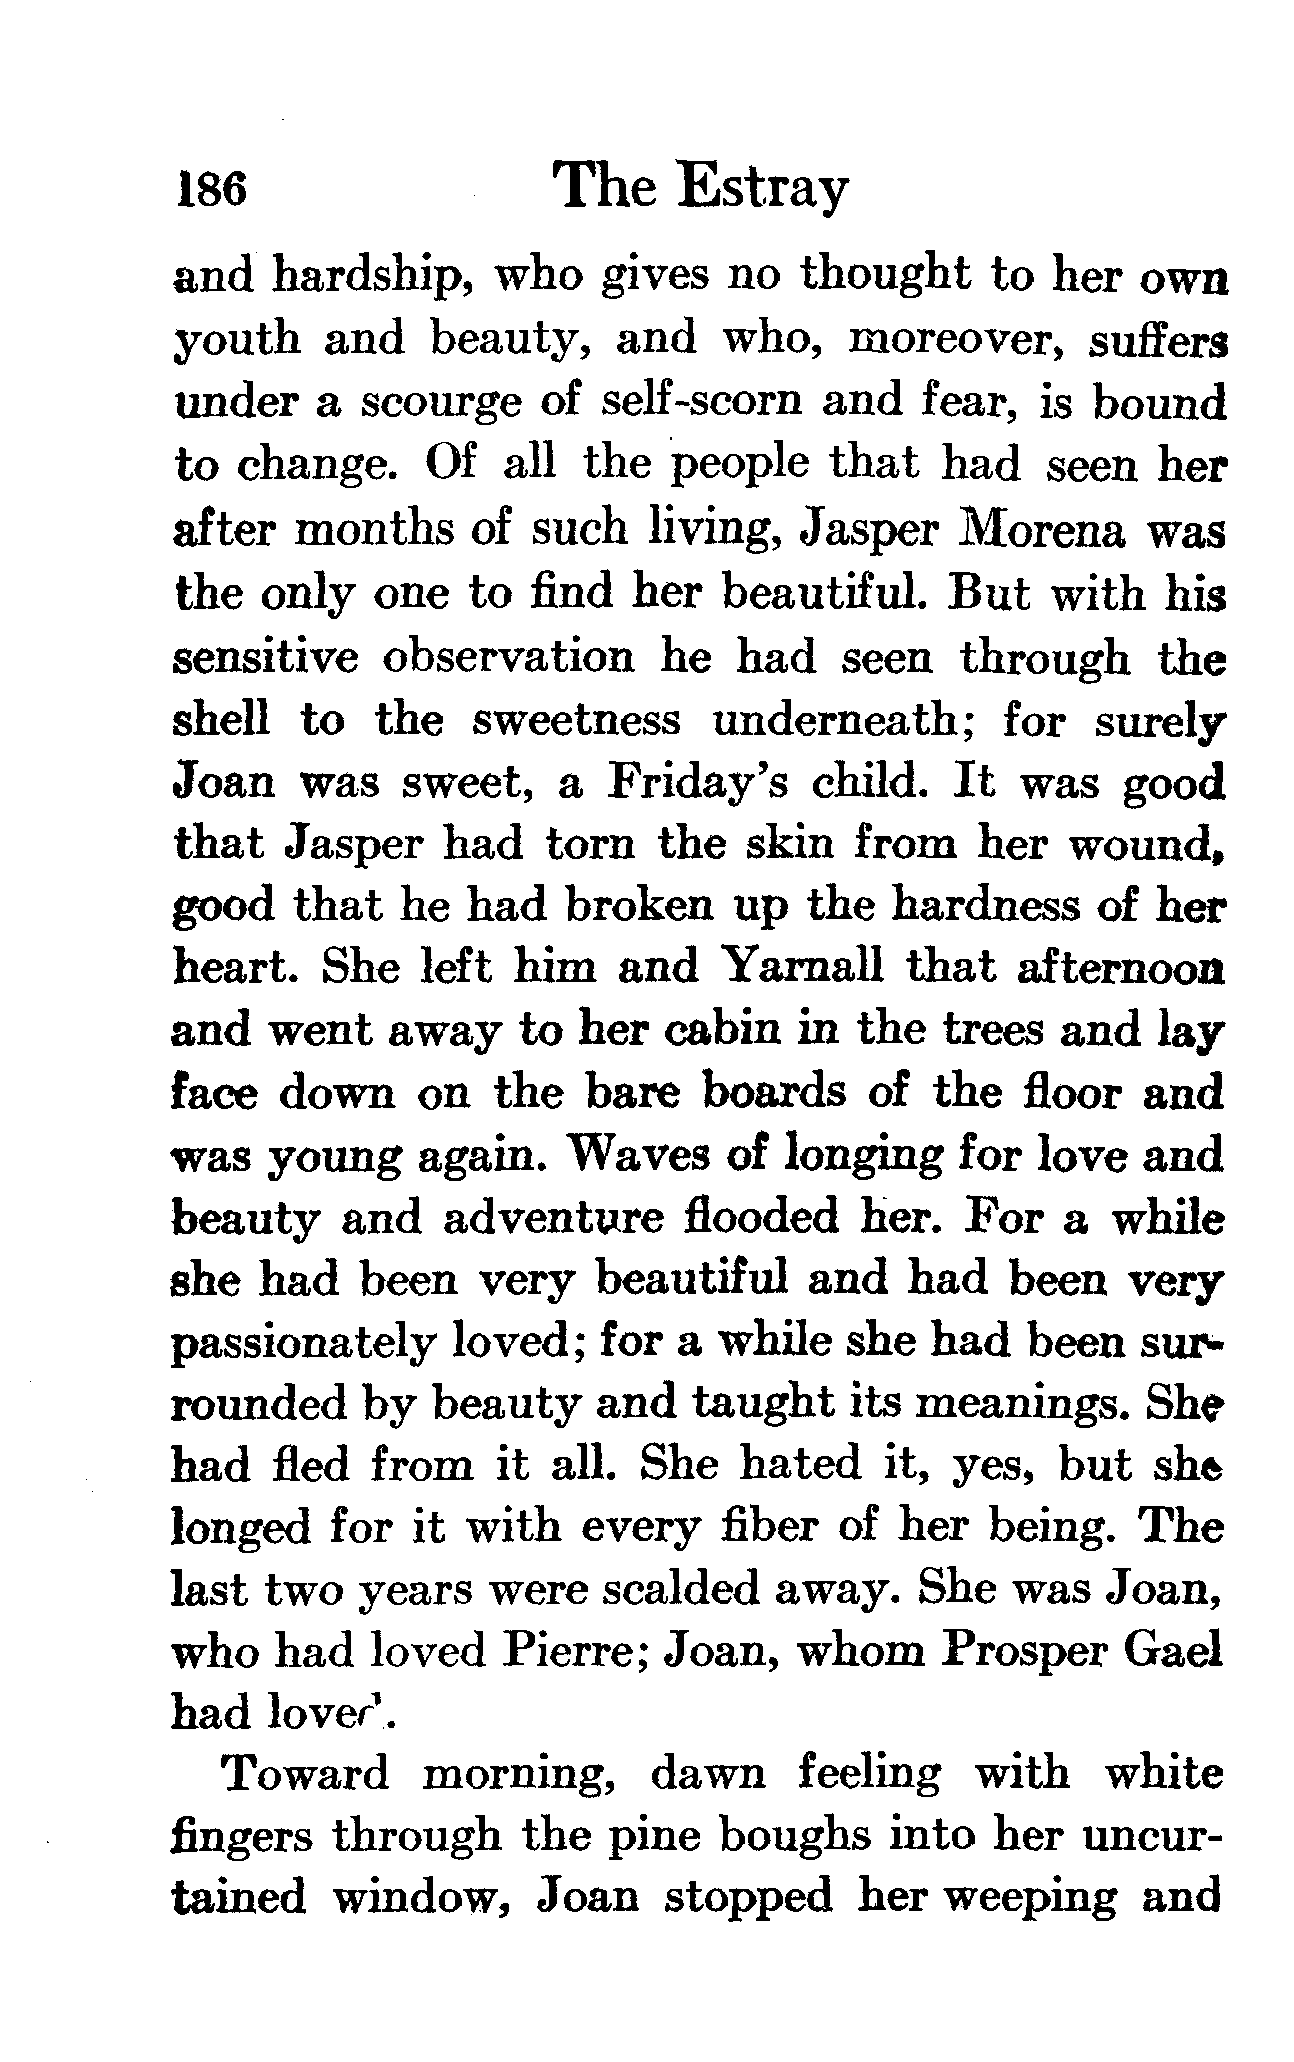 186 The Estray
and hardship, who gives no thought to her own
youth and beauty, and who, moreover, suffers
under a scourge of self-scorn and fear, is bound
to change. Of all the people that had seen her
after months of such living, Jasper Morena was
the only one to find her beautiful. But with his
sensitive observation he had seen through the
shell to the sweetness underneath; for surely
Joan was sweet, a Friday's child. It was good
that Jasper had torn the skin from her wound,
good that he had broken up the hardness of her
heart. She left him and Yarnall that afternoon
and went away to her cabin in the trees and lay
face down on the bare boards of the floor and
was young again. Waves of longing for love and
beauty and adventure flooded her. For a while
she had been very beautiful and had been very
passionately loved; for a while she had been sur-
rounded by beauty and taught its meanings. She
had fled from it all. She hated it, yes, but she
longed for it with every fiber of her being. The
last two years were scalded away. She was Joan,
who had loved Pierre; Joan, whom Prosper Gael
had loved.
Toward morning, dawn feeling with white
fingers through the pine boughs into her uncur-
tained window, Joan stopped her weeping and